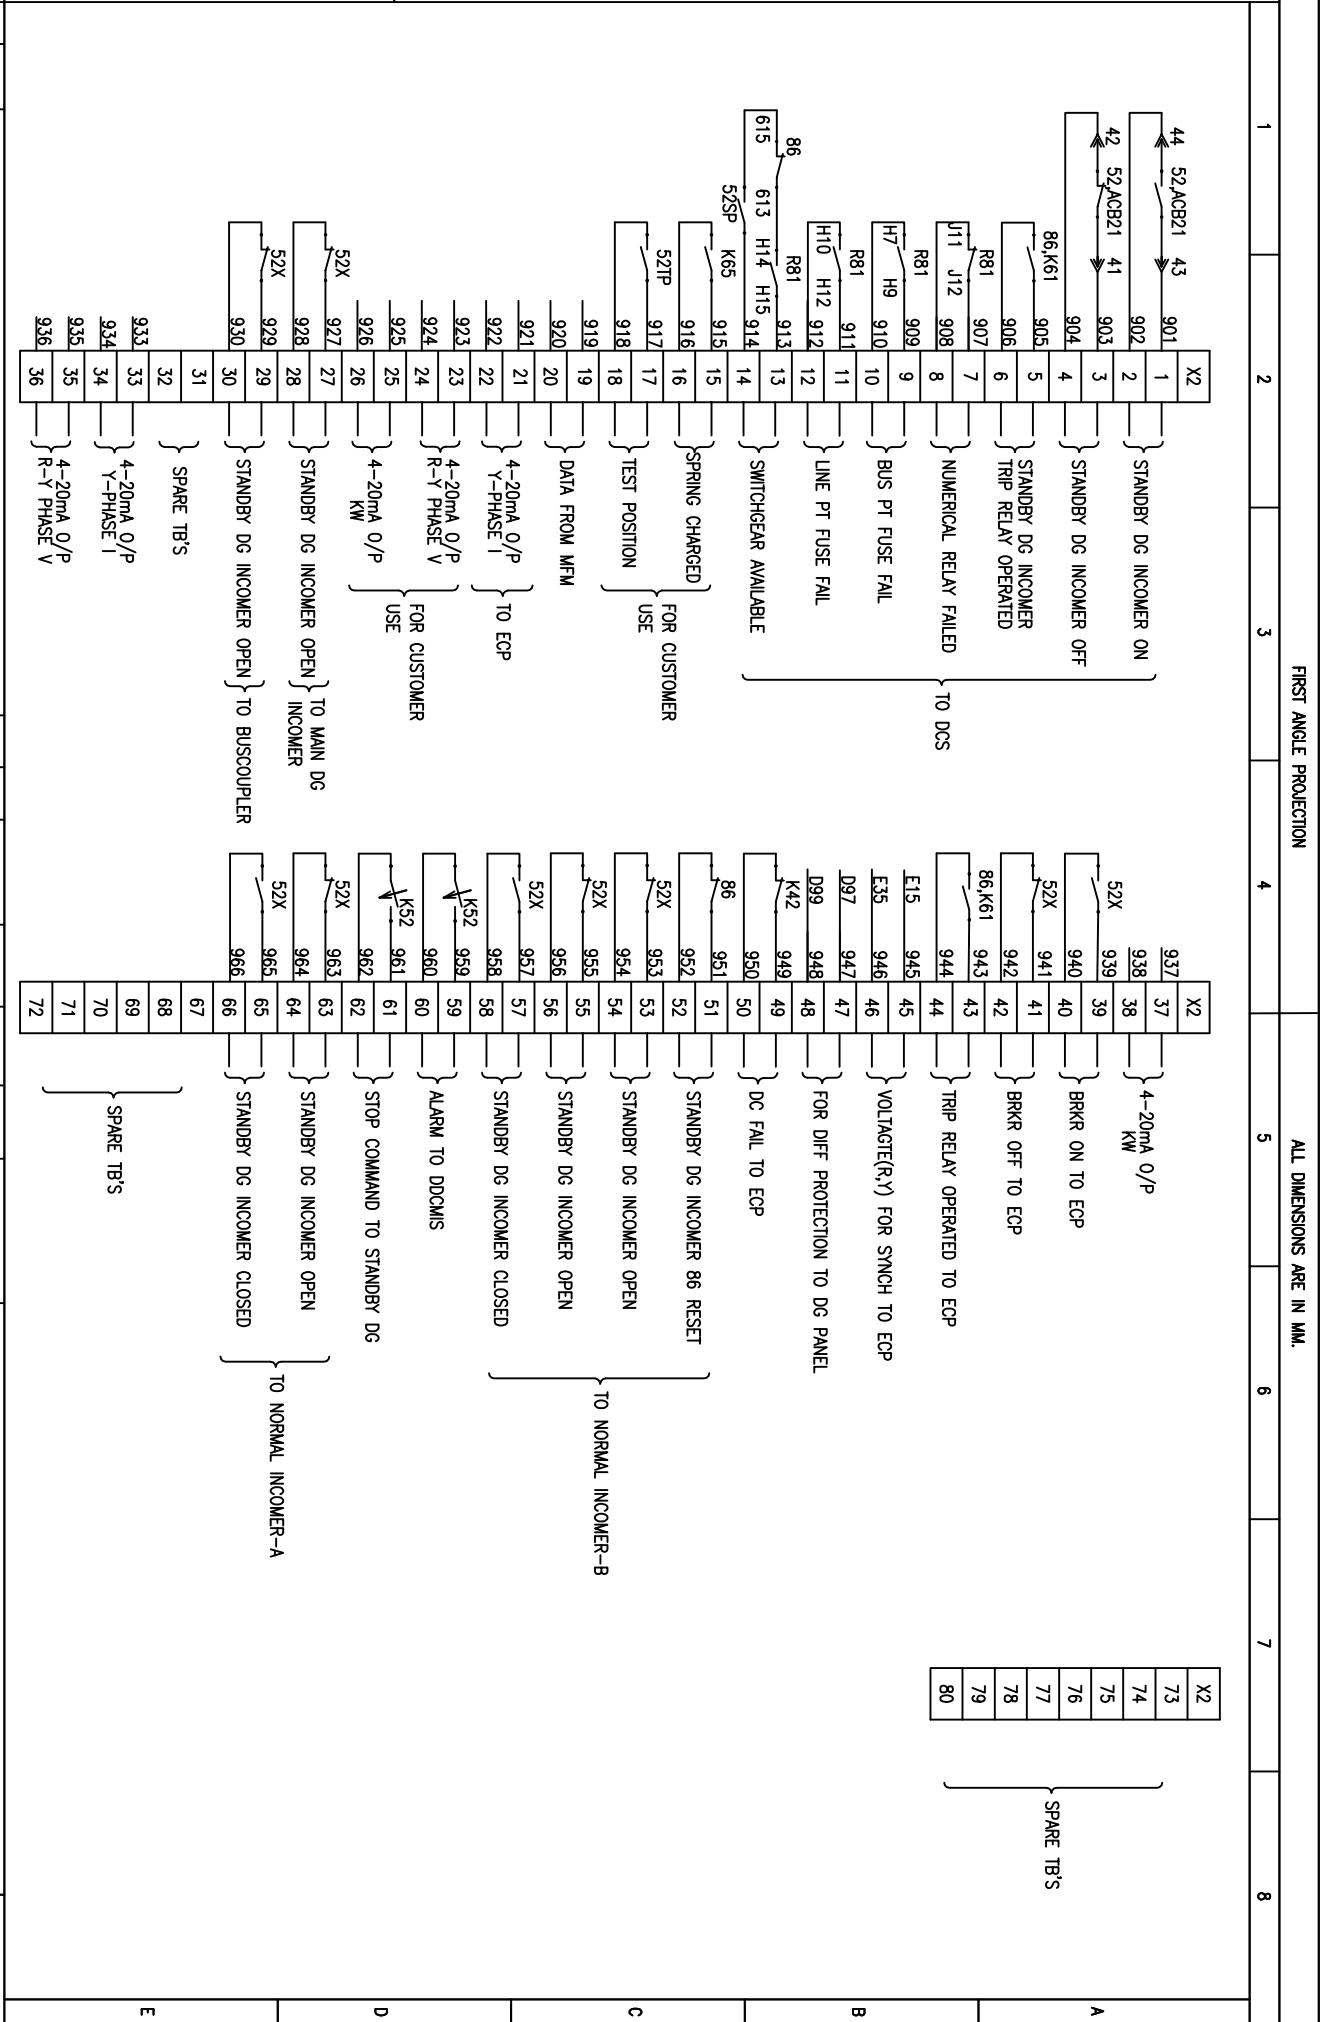 FIRST ANGLE PROJECTION
ALL DIMENSIONS ARE IN MM.
1
2
3
4
5
6
7
8
A
B
C
D
E
X2
44 52,ACB21 43 901 1
902 2
STANDBY DG INCOMER ON
42 52,ACB21 41 903 3
904 4
STANDBY DG INCOMER OFF
86,K61 905 5
906 6
STANDBY DG INCOMER
TRIP RELAY OPERATED
R81
J11 J12
907 7
908 8
NUMERICAL RELAY FAILED
R81
H7 H9
909 9
910 10
BUS PT FUSE FAIL
R81
H10 H12
911 11
912 12
LINE PT FUSE FAIL
86 R81
615 613 H14 H15
52SP
913 13
914 14
SWITCHGEAR AVAILABLE
TO DCS
K65 915 15
916 16
SPRING CHARGED
52TP 917 17
918 18
TEST POSITION
FOR CUSTOMER
USE
919 19
920 20
DATA FROM MFM
921 21
922 22
4-20mA O/P
Y-PHASE I
TO ECP
923 23
924 24
4-20mA O/P
R-Y PHASE V
925 25
926 26
4-20mA O/P
KW
FOR CUSTOMER
USE
52X 927 27
928 28
STANDBY DG INCOMER OPEN
TO MAIN DG
INCOMER
52X 929 29
930 30
STANDBY DG INCOMER OPEN
TO BUSCOUPLER
31
32
SPARE TB'S
933 33
934 34
4-20mA O/P
Y-PHASE I
935 35
936 36
4-20mA O/P
R-Y PHASE V
X2
937 37
938 38
4-20mA O/P
KW
52X 939 39
940 40
BRKR ON TO ECP
52X 941 41
942 42
BRKR OFF TO ECP
86,K61 943 43
944 44
TRIP RELAY OPERATED TO ECP
E15 945 45
E35 946 46
VOLTAGTE(R,Y) FOR SYNCH TO ECP
D97 947 47
D99 948 48
FOR DIFF PROTECTION TO DG PANEL
K42 949 49
950 50
DC FAIL TO ECP
86 951 51
952 52
STANDBY DG INCOMER 86 RESET
52X 953 53
954 54
STANDBY DG INCOMER OPEN
52X 955 55
956 56
STANDBY DG INCOMER OPEN
52X 957 57
958 58
STANDBY DG INCOMER CLOSED
TO NORMAL INCOMER-B
K52 959 59
960 60
ALARM TO DDCMIS
K52 961 61
962 62
STOP COMMAND TO STANDBY DG
52X 963 63
964 64
STANDBY DG INCOMER OPEN
52X 965 65
966 66
STANDBY DG INCOMER CLOSED
TO NORMAL INCOMER-A
67
68
69
70
71
72
SPARE TB'S
X2
73
74
75
76
77
78
79
80
SPARE TB'S